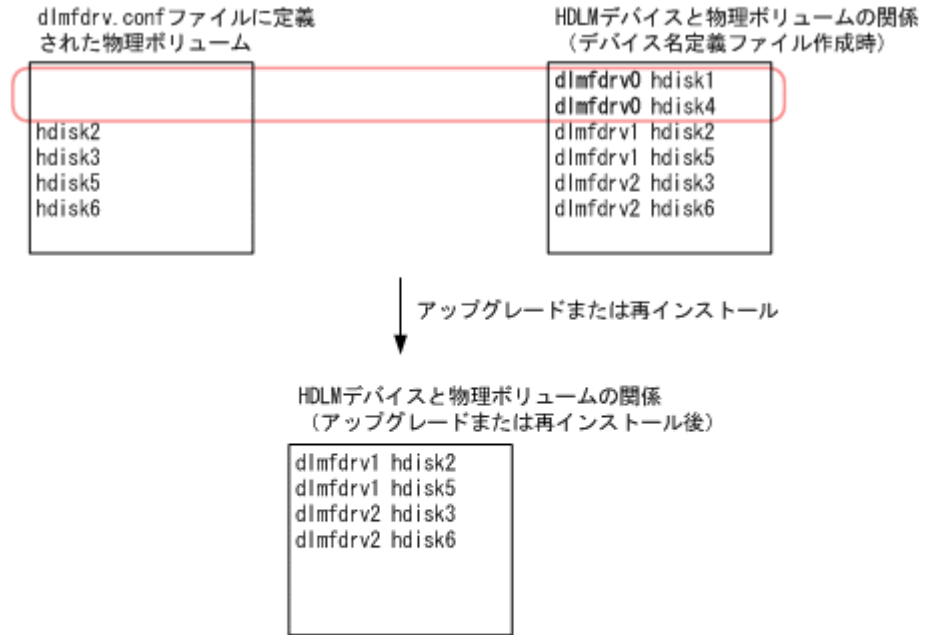 dlmfdrv.confファイルに定義
された物理ボリューム
hdisk2
hdisk3
hdisk5
hdisk6
HDLMデバイスと物理ボリュームの関係
（デバイス名定義ファイル作成時）
dlmfdrv0 hdisk1
dlmfdrv0 hdisk4
dlmfdrv1 hdisk2
dlmfdrv1 hdisk5
dlmfdrv2 hdisk3
dlmfdrv2 hdisk6
アップグレードまたは再インストール
HDLMデバイスと物理ボリュームの関係
（アップグレードまたは再インストール後）
dlmfdrv1 hdisk2
dlmfdrv1 hdisk5
dlmfdrv2 hdisk3
dlmfdrv2 hdisk6